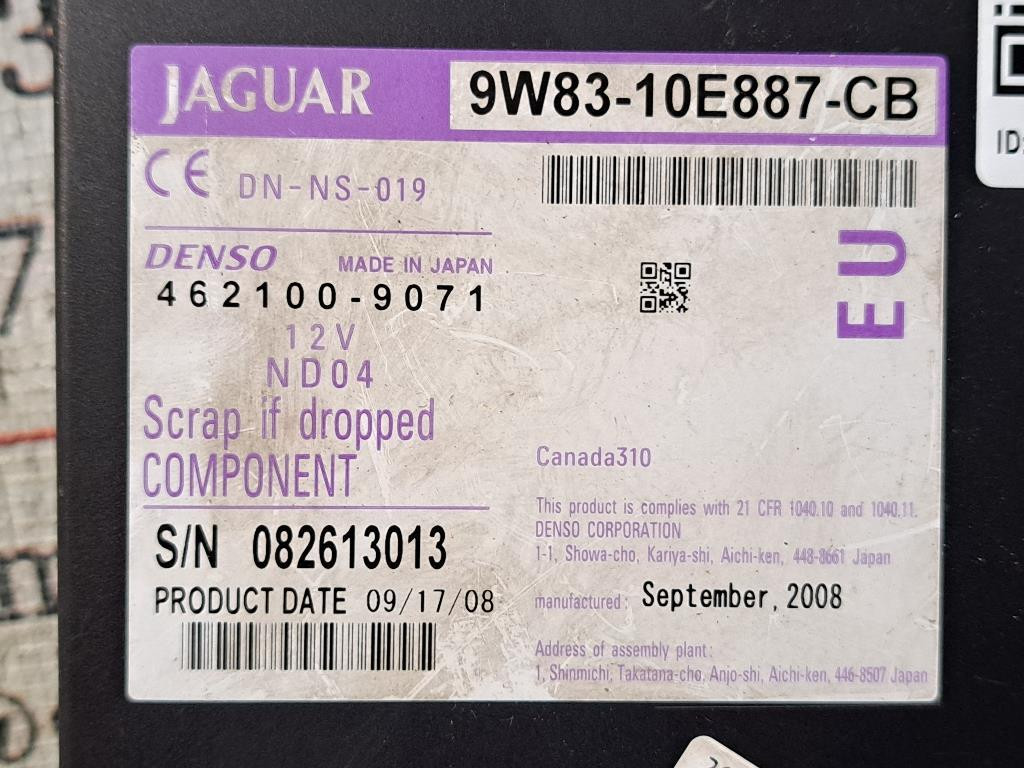 JAGUAR
9W83-10E887-CB
CE DN-NS-019
DENSO MADE IN JAPAN
462100-9071
12V
ND04
Scrap if dropped
COMPONENT
S/N 082613013
PRODUCT DATE 09/17/08
EU
Canada310
This product is complies with 21 CFR 1040.10 and 1040.11.
DENSO CORPORATION
1-1, Showa-cho, Kariya-shi, Aichi-ken, 448-8661 Japan
manufactured: September, 2008
Address of assembly plant:
1, Shinmichi, Takatana-cho, Anjo-shi, Aichi-ken, 446-8507 Japan
ID: